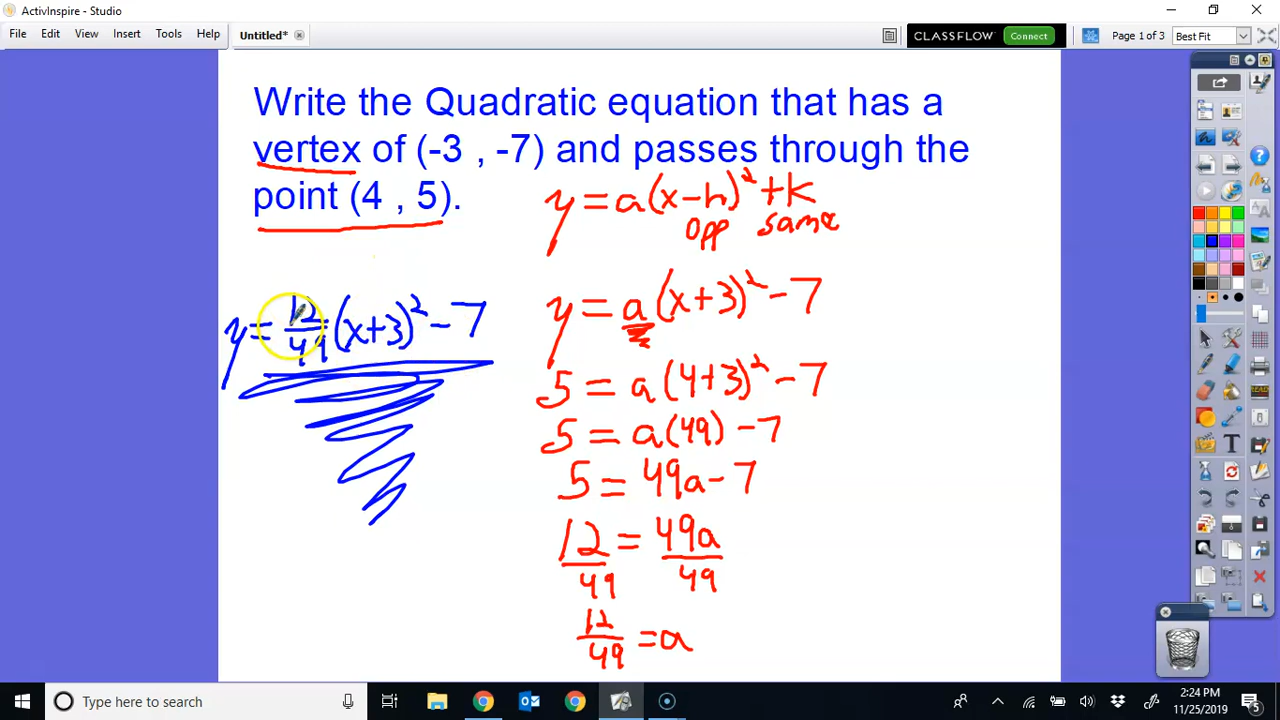 ActivInspire - Studio
File Edit View Insert Tools Help Untitled*
CLASSFLOW Connect
Page 1 of 3 Best Fit
Write the Quadratic equation that has a
vertex of (-3 , -7) and passes through the
point (4 , 5).
y = a(x-h)² + k
opp same
y = a(x+3)² - 7
y = 12/49 (x+3)² - 7
5 = a(4+3)² - 7
5 = a(49) - 7
5 = 49a - 7
12/49 = 49a/49
12/49 = a
Type here to search
2:24 PM
11/25/2019
5